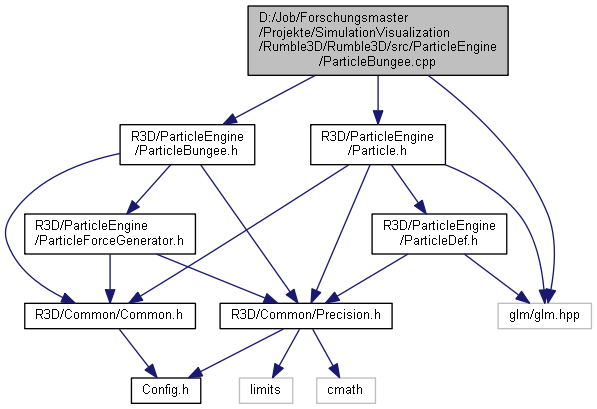 D:/Job/Forschungsmaster
/Projekte/SimulationVisualization
/Rumble3D/Rumble3D/src/ParticleEngine
/ParticleBungee.cpp
R3D/ParticleEngine
/ParticleBungee.h
R3D/ParticleEngine
/Particle.h
R3D/ParticleEngine
/ParticleForceGenerator.h
R3D/ParticleEngine
/ParticleDef.h
R3D/Common/Common.h
R3D/Common/Precision.h
glm/glm.hpp
Config.h
limits
cmath